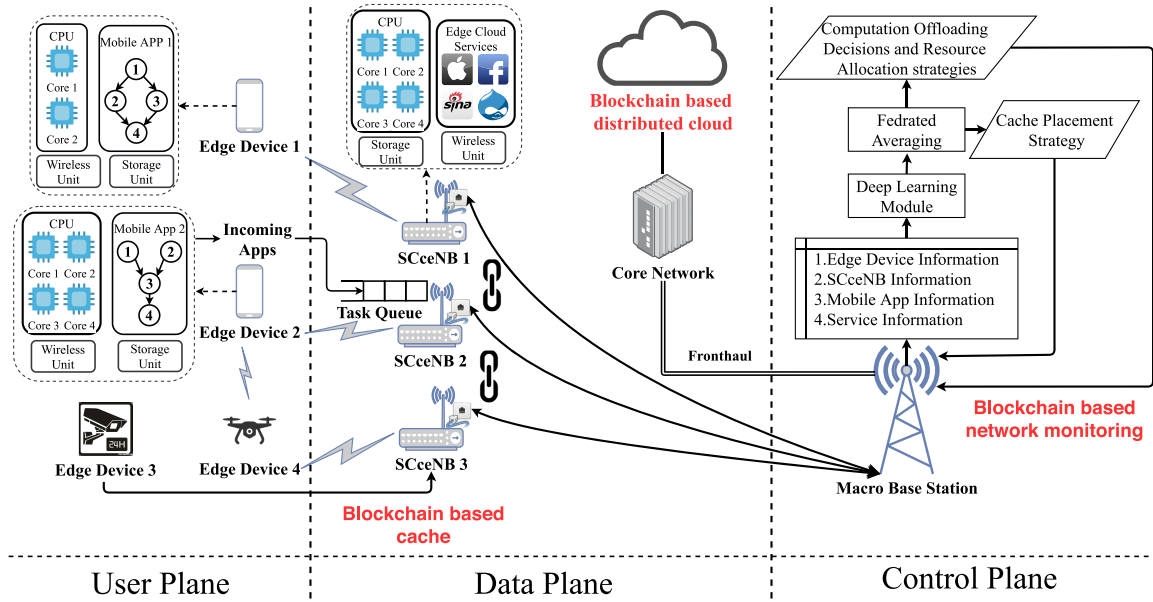 CPU
Core 1
Core 2
Mobile APP 1
1
2
3
4
Wireless
Unit
Storage
Unit
Edge Device 1
CPU
Core 1
Core 2
Core 3
Core 4
Mobile App 2
1
2
3
4
Wireless
Unit
Storage
Unit
Incoming
Apps
Edge Device 2
24H
Edge Device 3
Edge Device 4
CPU
Core 1
Core 2
Core 3
Core 4
Edge Cloud
Services
f
sina
Storage
Unit
Wireless
Unit
SCceNB 1
Task Queue
SCceNB 2
SCceNB 3
Blockchain based
cache
Blockchain based
distributed cloud
Core Network
Fronthaul
Computation Offloading
Decisions and Resource
Allocation strategies
Fedrated
Averaging
Cache Placement
Strategy
Deep Learning
Module
1.Edge Device Information
2.SCceNB Information
3.Mobile App Information
4.Service Information
Blockchain based
network monitoring
Macro Base Station
User Plane
Data Plane
Control Plane